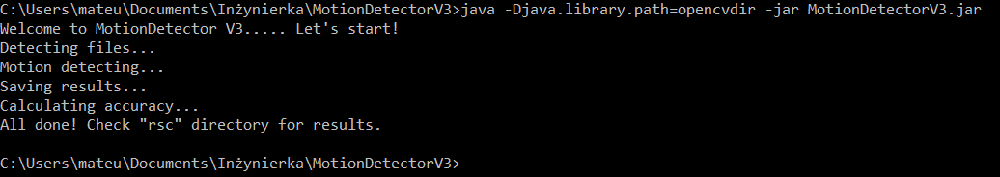 C:\Users\mateu\Documents\Inżynierka\MotionDetectorV3>java -Djava.library.path=opencvdir -jar MotionDetectorV3.jar
Welcome to MotionDetector V3..... Let's start!
Detecting files...
Motion detecting...
Saving results...
Calculating accuracy...
All done! Check "rsc" directory for results.
C:\Users\mateu\Documents\Inżynierka\MotionDetectorV3>